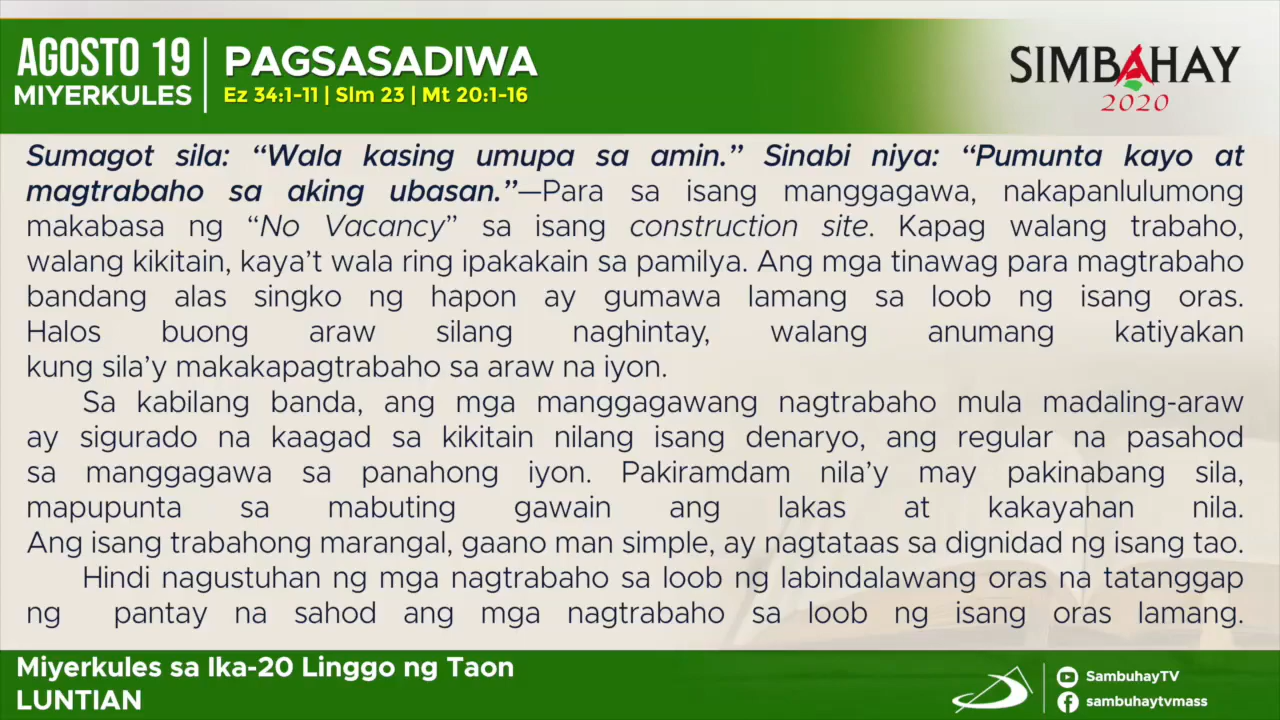 AGOSTO 19
MIYERKULES
PAGSASADIWA
Ez 34:1-11 | Slm 23 | Mt 20:1-16
SIMBAHAY
2020
Sumagot sila: “Wala kasing umupa sa amin.” Sinabi niya: “Pumunta kayo at
magtrabaho sa aking ubasan.”—Para sa isang manggagawa, nakapanlulumong
makabasa ng “No Vacancy” sa isang construction site. Kapag walang trabaho,
walang kikitain, kaya’t wala ring ipakakain sa pamilya. Ang mga tinawag para magtrabaho
bandang alas singko ng hapon ay gumawa lamang sa loob ng isang oras.
Halos buong araw silang naghintay, walang anumang katiyakan
kung sila’y makakapagtrabaho sa araw na iyon.
Sa kabilang banda, ang mga manggagawang nagtrabaho mula madaling-araw
ay sigurado na kaagad sa kikitain nilang isang denaryo, ang regular na pasahod
sa manggagawa sa panahong iyon. Pakiramdam nila’y may pakinabang sila,
mapupunta sa mabuting gawain ang lakas at kakayahan nila.
Ang isang trabahong marangal, gaano man simple, ay nagtataas sa dignidad ng isang tao.
Hindi nagustuhan ng mga nagtrabaho sa loob ng labindalawang oras na tatanggap
ng pantay na sahod ang mga nagtrabaho sa loob ng isang oras lamang.
Miyerkules sa Ika-20 Linggo ng Taon
LUNTIAN
SambuhayTV
sambuhaytvmass